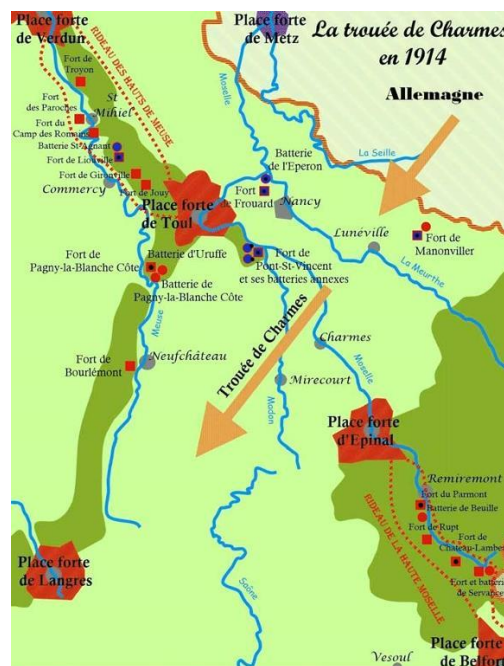 La trouée de Charmes
en 1914
Allemagne
Place forte
de Verdun
Place forte
de Metz
RIDEAU DES HAUTS DE MEUSE
Moselle
La Seille
Fort de
Troyon
Fort
des Paroches
St
Mihiel
Fort du
Camp des Romains
Batterie St Agnant
Fort de Liouville
Fort de Gironville
Fort de Jouy
Commercy
Batterie
de l'Eperon
Fort
de Frouard
Nancy
Place forte
de Toul
Lunéville
Fort de
Manonviller
La Meurthe
Fort de
Pagny-la-Blanche Côte
Batterie d'Uruffe
Fort de
Pont-St-Vincent
et ses batteries annexes
Batterie de
Pagny-la-Blanche Côte
Meuse
Trouée de Charmes
Charmes
Moselle
Fort de
Bourlémont
Neufchâteau
Mirecourt
Madon
Place forte
d'Epinal
Remiremont
Fort du Parmont
Batterie de Beuille
Fort de Rupt
Fort de
Château-Lambert
Fort et batterie
de Servance
RIDEAU DE LA HAUTE MOSELLE
Place forte
de Langres
Saône
Vesoul
Place forte
de Belfort